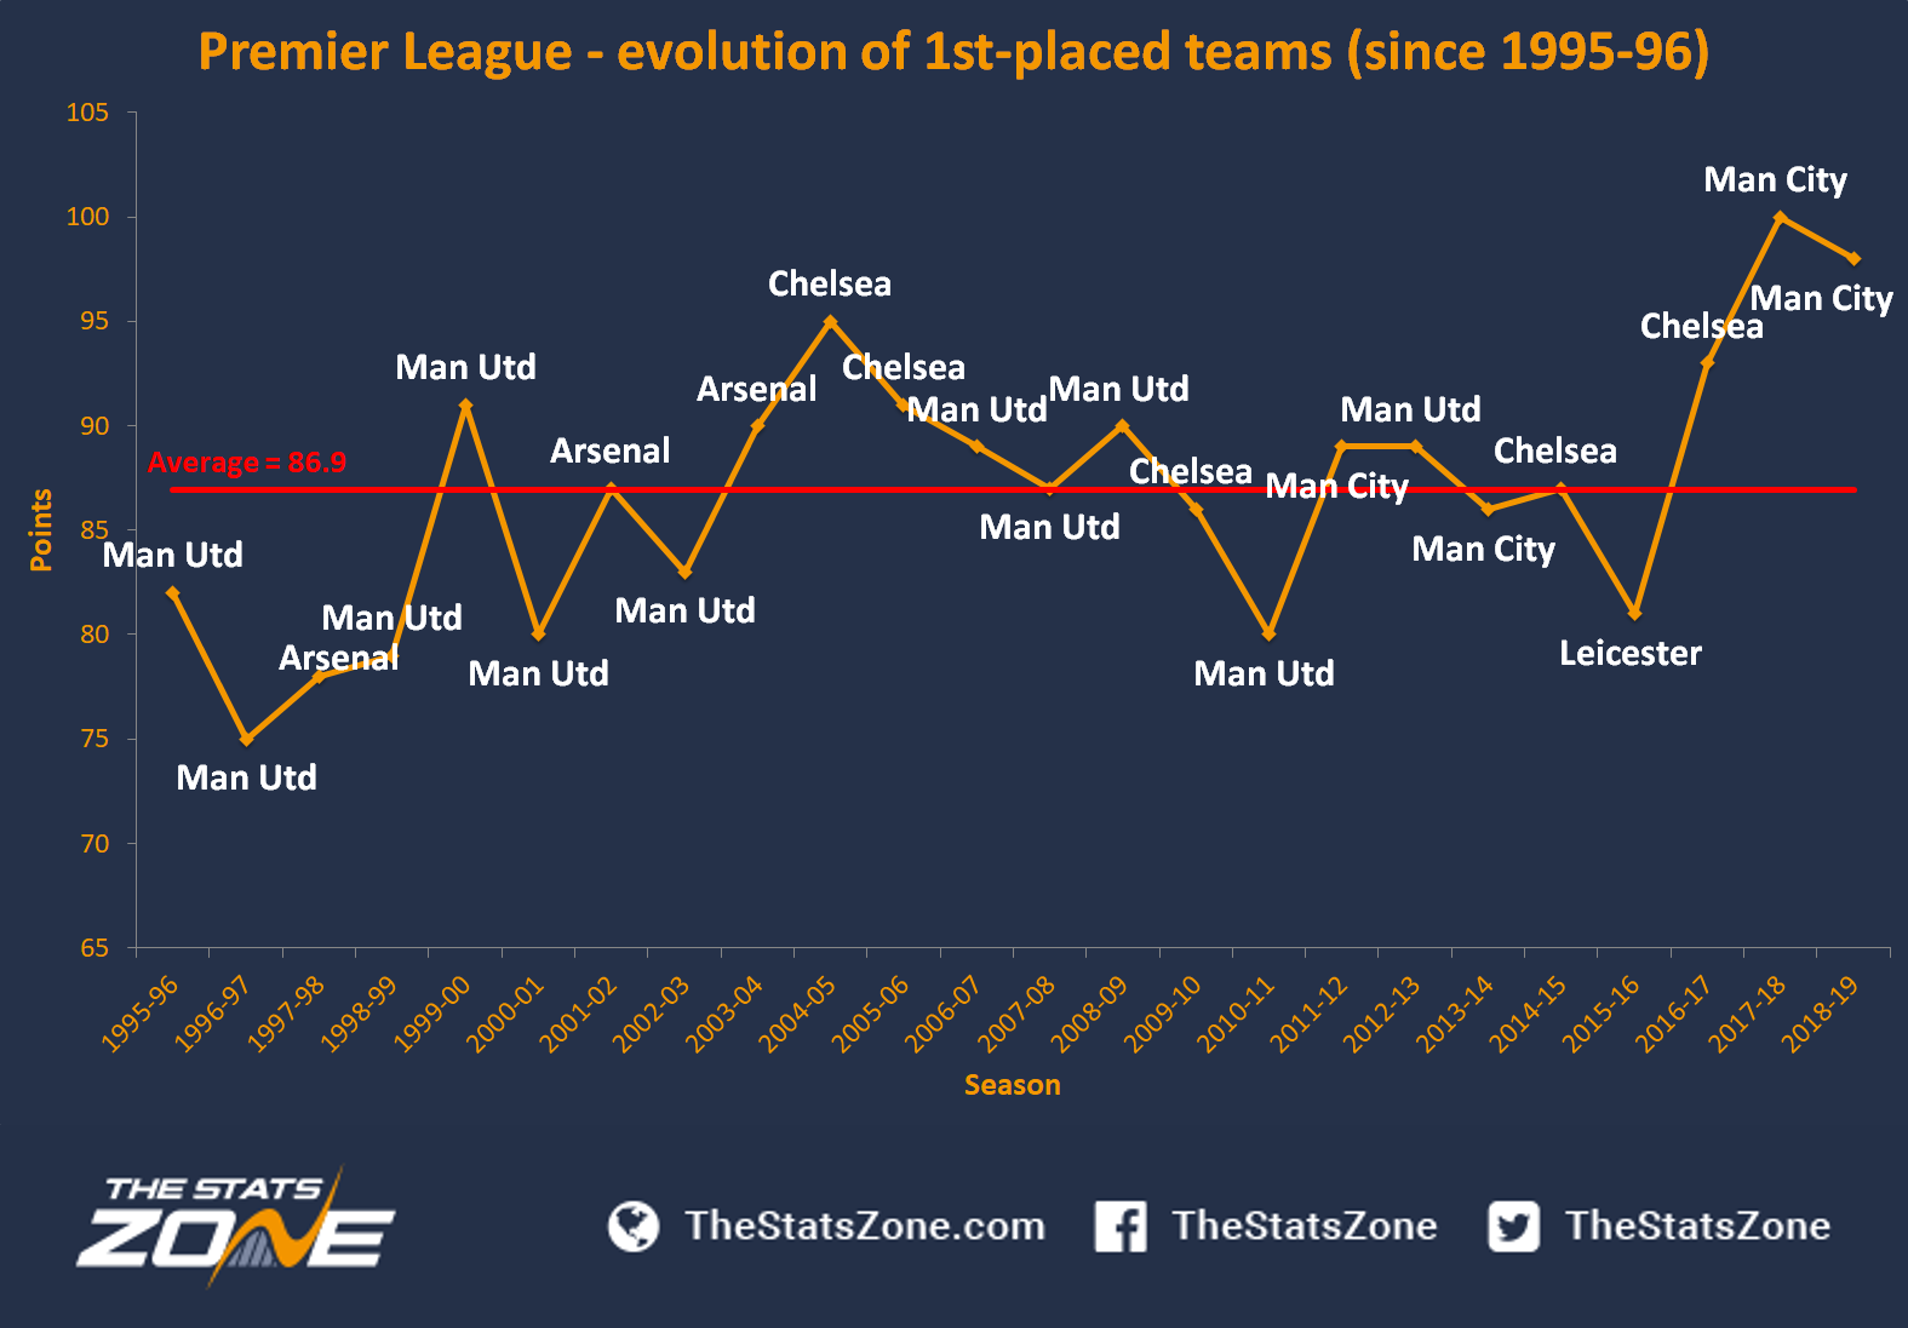 Premier League - evolution of 1st-placed teams (since 1995-96)
105
100
95
90
85
80
75
70
65
Points
Average = 86.9
Man Utd
Man Utd
Arsenal
Man Utd
Man Utd
Man Utd
Arsenal
Man Utd
Arsenal
Chelsea
Chelsea
Man Utd
Man Utd
Man Utd
Chelsea
Man Utd
Man City
Man Utd
Man City
Chelsea
Leicester
Chelsea
Man City
Man City
1995-96
1996-97
1997-98
1998-99
1999-00
2000-01
2001-02
2002-03
2003-04
2004-05
2005-06
2006-07
2007-08
2008-09
2009-10
2010-11
2011-12
2012-13
2013-14
2014-15
2015-16
2016-17
2017-18
2018-19
Season
THE STATS
ZONE
TheStatsZone.com
TheStatsZone
TheStatsZone